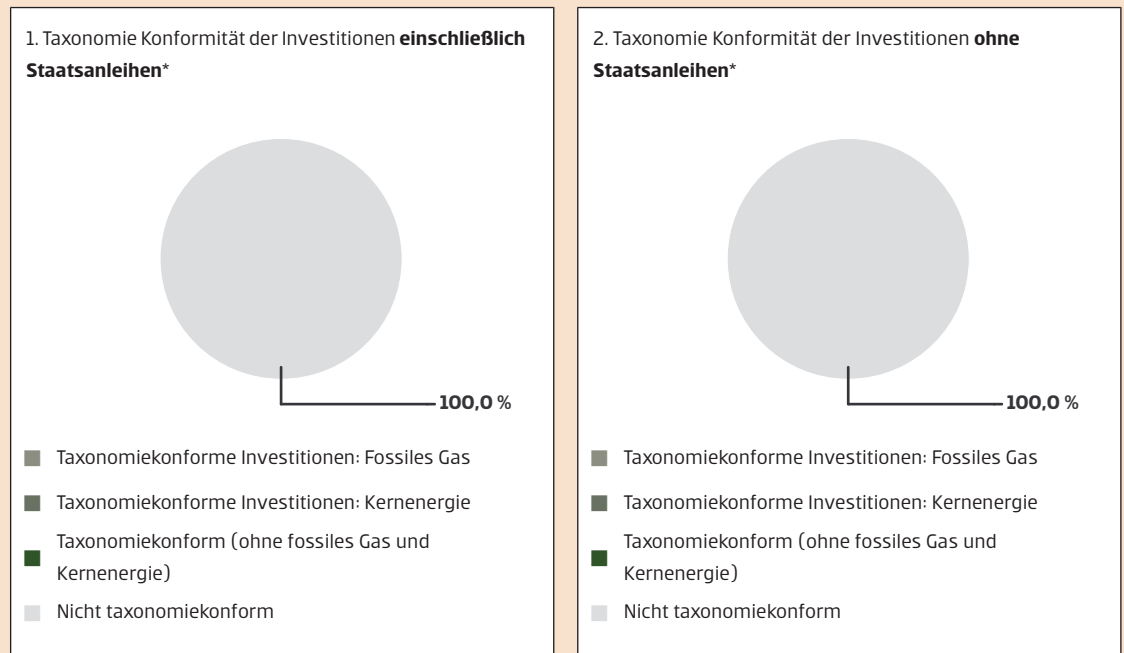 1. Taxonomie Konformität der Investitionen einschließlich
Staatsanleihen*
100,0 %
Taxonomiekonforme Investitionen: Fossiles Gas
Taxonomiekonforme Investitionen: Kernenergie
Taxonomiekonform (ohne fossiles Gas und
Kernenergie)
Nicht taxonomiekonform
2. Taxonomie Konformität der Investitionen ohne
Staatsanleihen*
100,0 %
Taxonomiekonforme Investitionen: Fossiles Gas
Taxonomiekonforme Investitionen: Kernenergie
Taxonomiekonform (ohne fossiles Gas und
Kernenergie)
Nicht taxonomiekonform